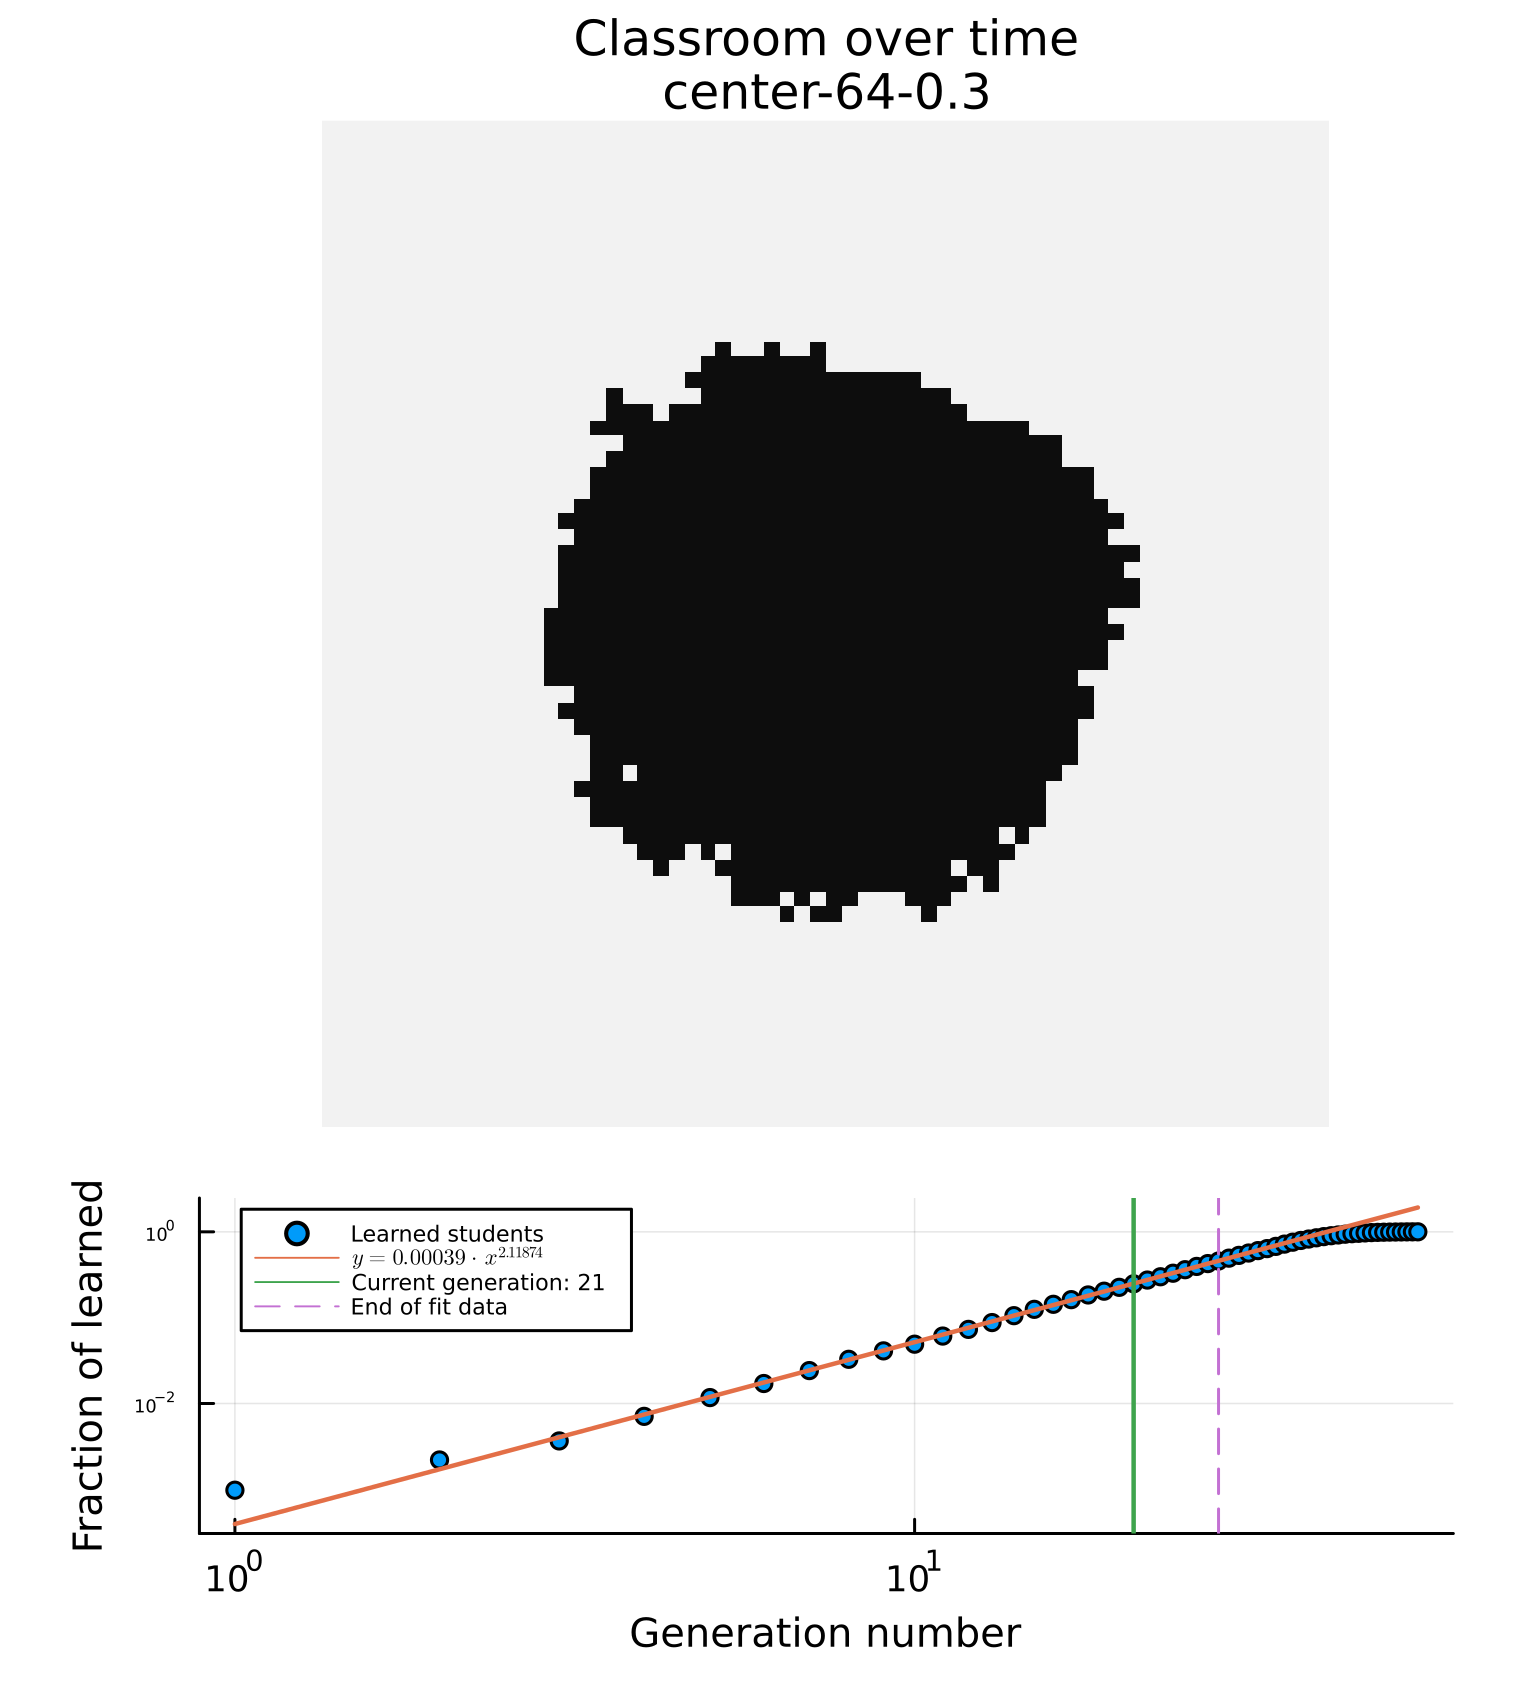 Classroom over time
center-64-0.3
Fraction of learned
10^0
10^−2
Learned students
y = 0.00039 · x^2.11874
Current generation: 21
End of fit data
10^0
10^1
Generation number